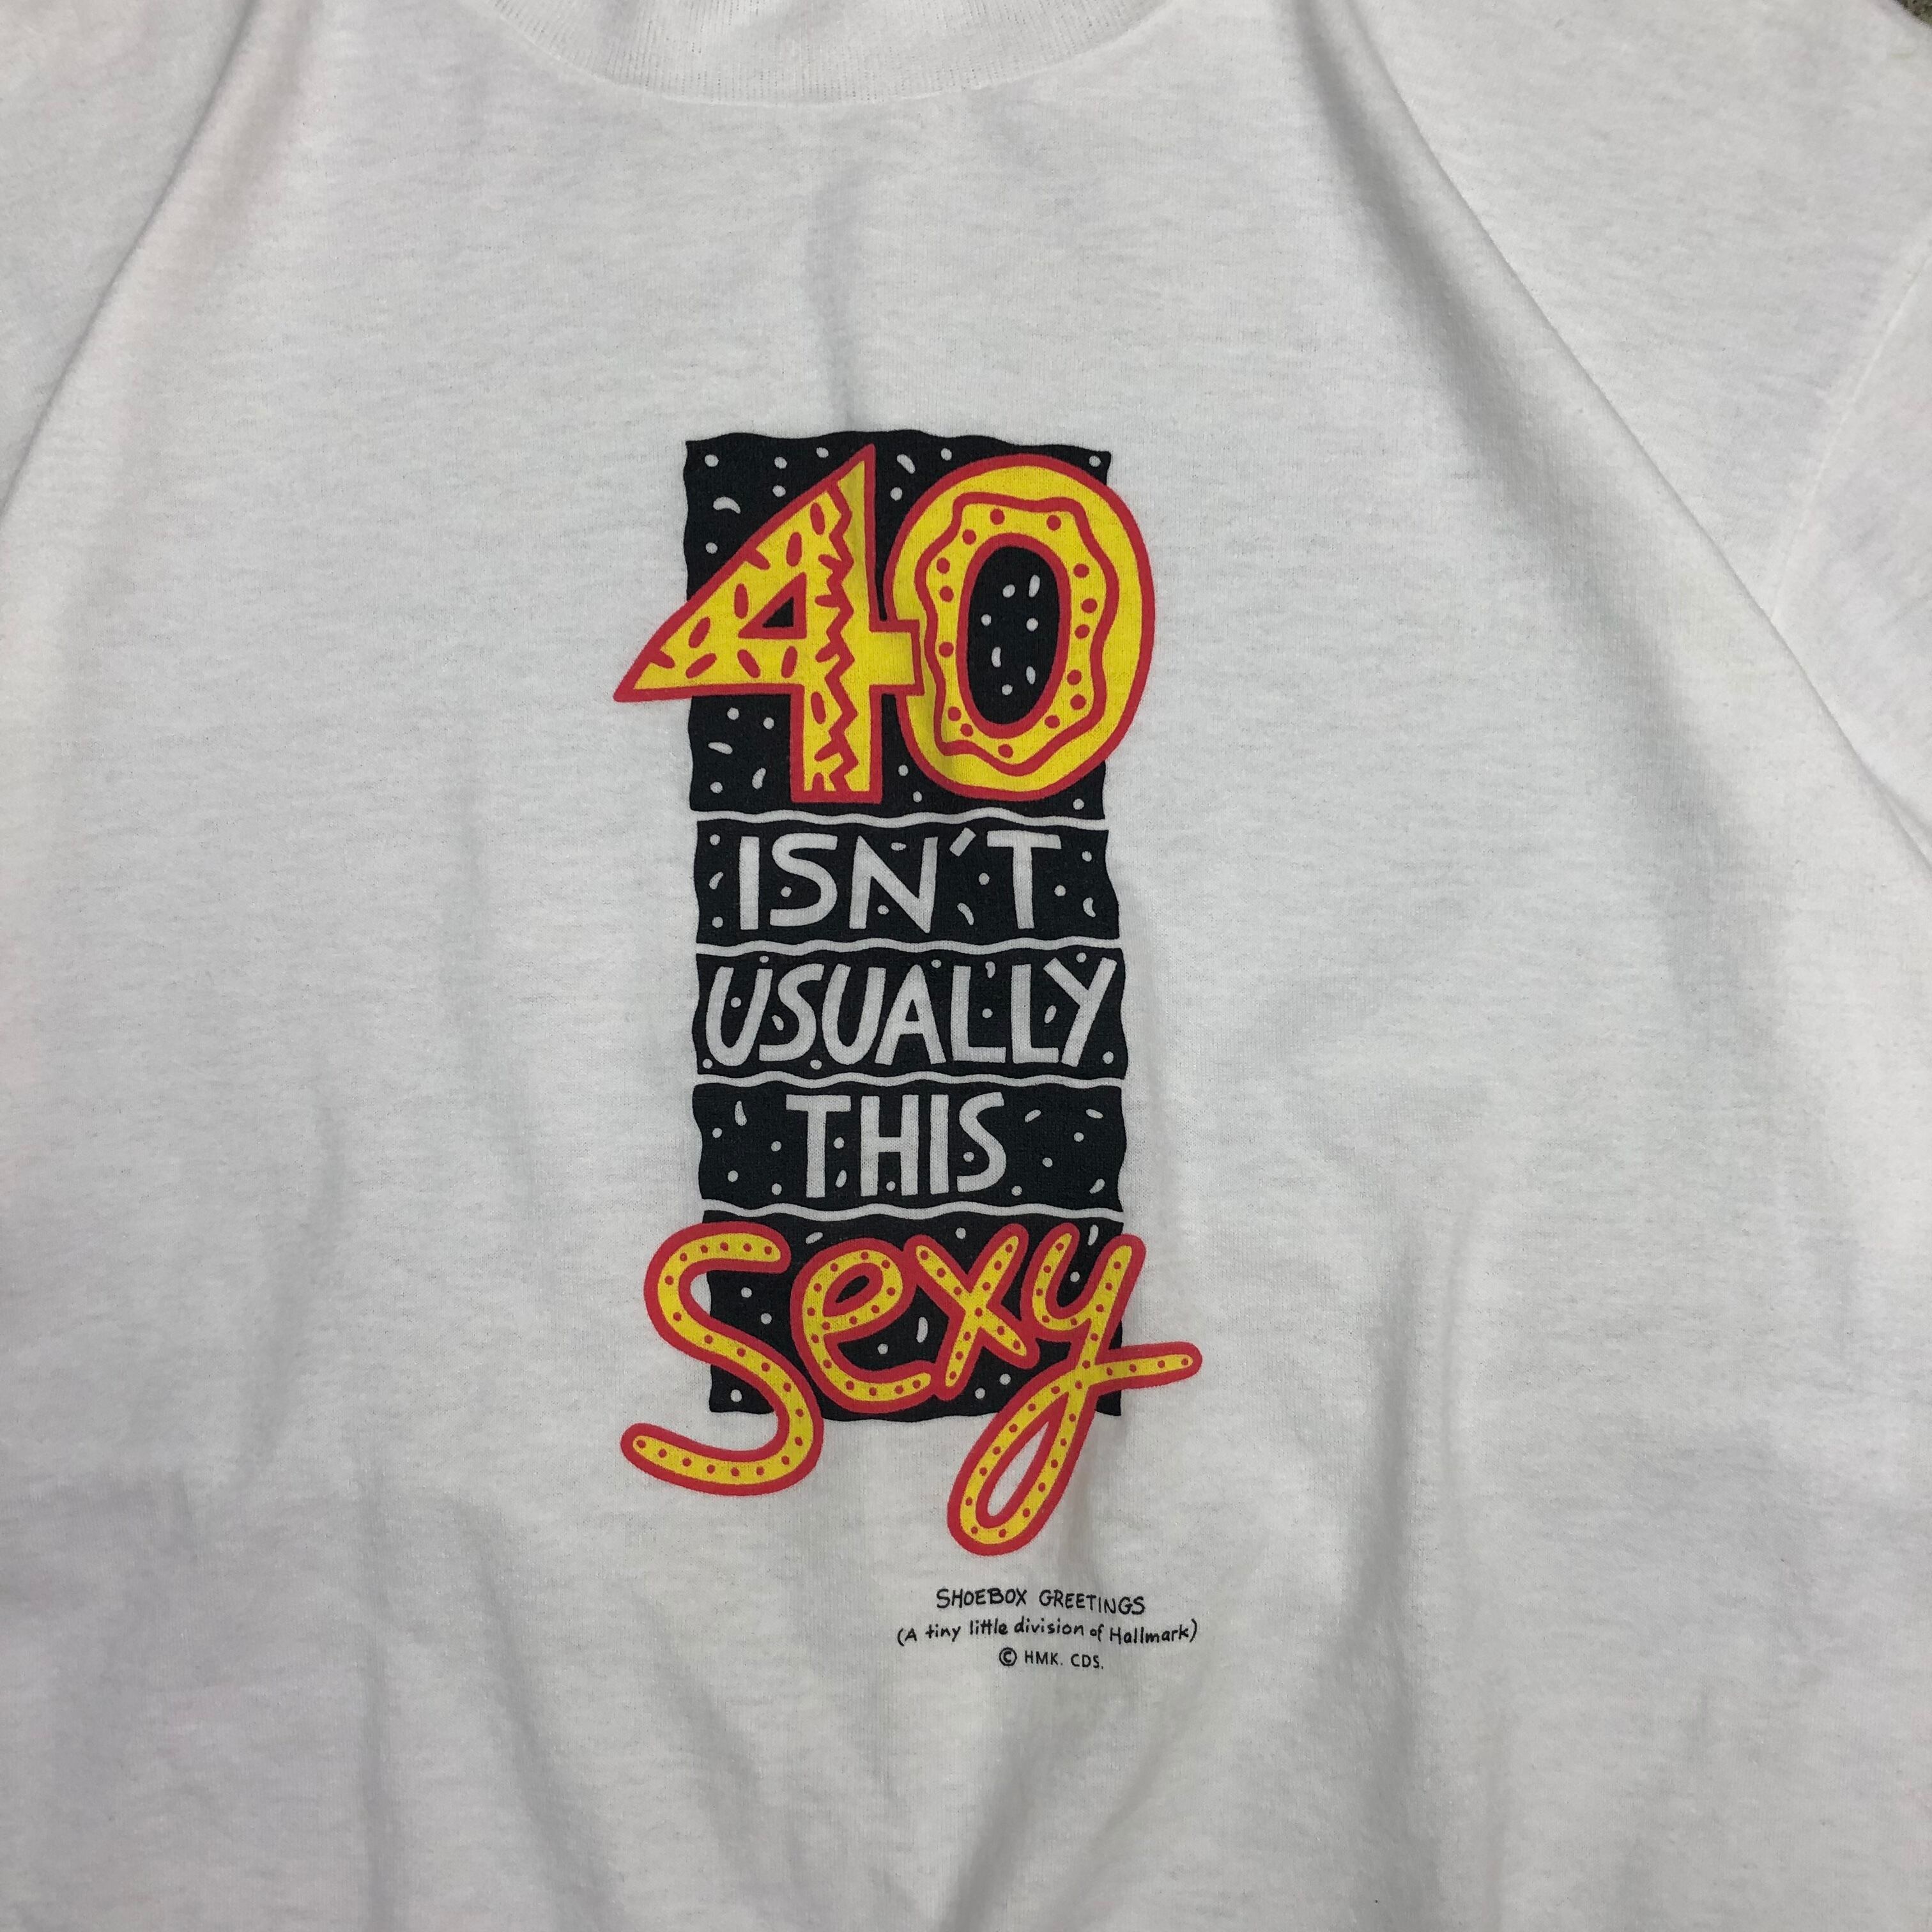 40
ISN'T
USUALLY
THIS
Sexy
SHOEBOX GREETINGS
(A tiny little division of Hallmark)
© HMK. CDS.